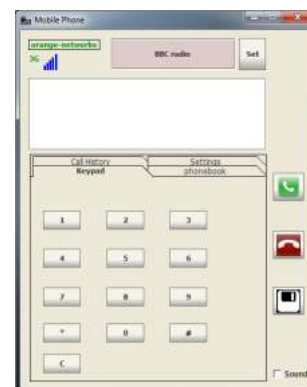 Mobile Phone
orange-networks
3G
BBC radio
Set
Call History
Settings
Keypad
phonebook
1 2 3
4 5 6
7 8 9
* 0 #
C
Sound